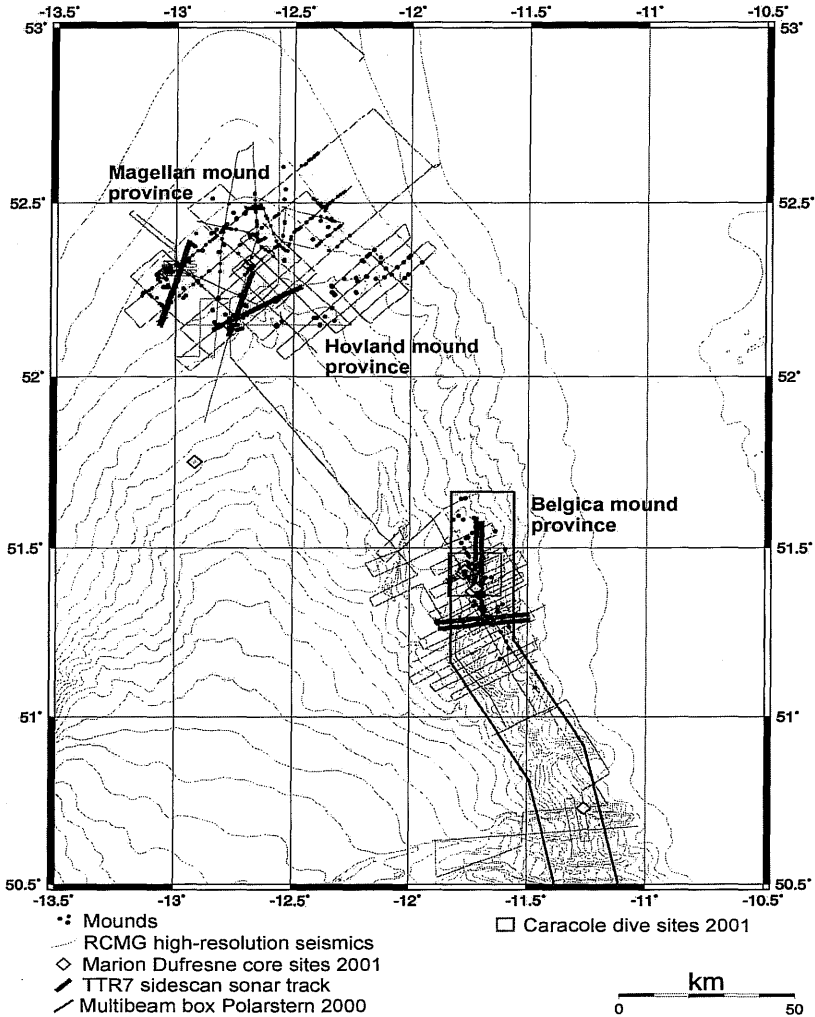 -13.5° -13° -12.5° -12° -11.5° -11° -10.5°
53° 53°
Magellan mound
province
52.5° 52.5°
Hovland mound
province
52° 52°
Belgica mound
province
51.5° 51.5°
51° 51°
50.5° 50.5°
-13.5° -13° -12.5° -12° -11.5° -11° -10.5°
Mounds
RCMG high-resolution seismics
Marion Dufresne core sites 2001
TTR7 sidescan sonar track
Multibeam box Polarstern 2000
Caracole dive sites 2001
km
0 50